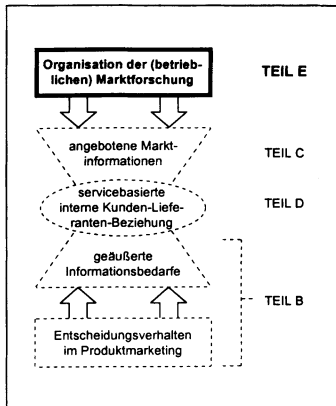 Organisation der (betrieb-
lichen) Marktforschung
TEIL E
angebotene Markt-
informationen
TEIL C
servicebasierte
interne Kunden-Liefe-
ranten-Beziehung
TEIL D
geäußerte
Informationsbedarfe
TEIL B
Entscheidungsverhalten
im Produktmarketing